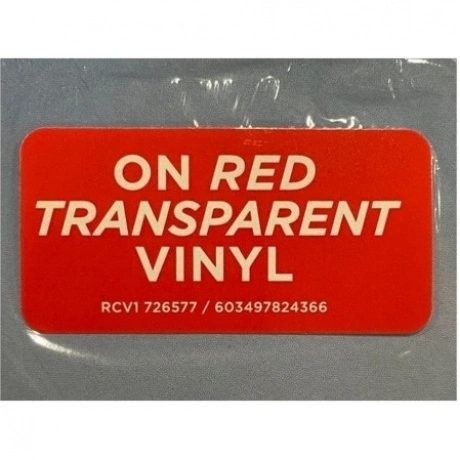 ON RED
TRANSPARENT
VINYL
RCV1 726577 / 603497824366